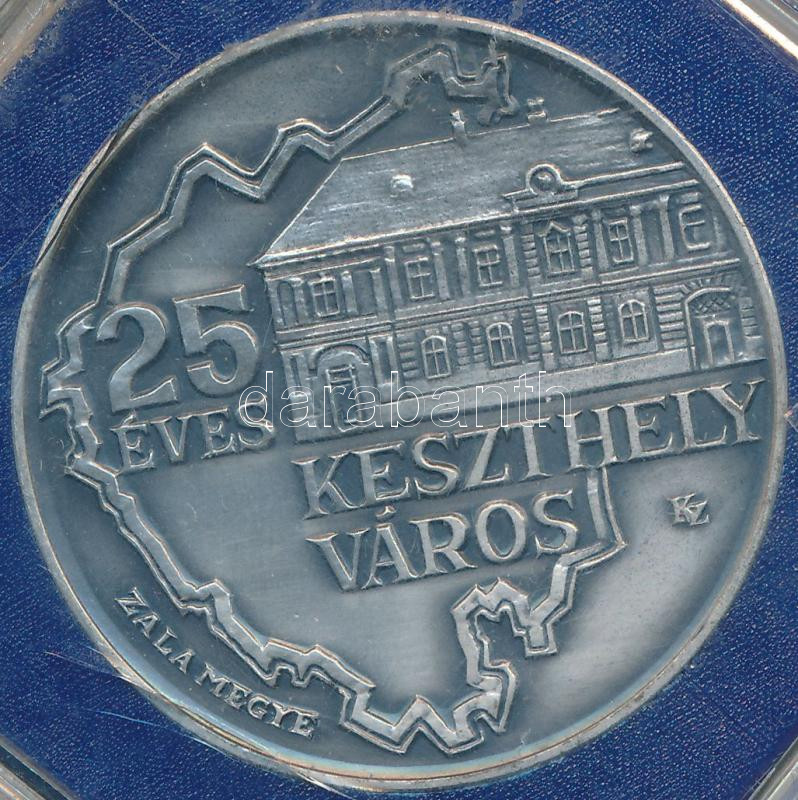 25
ÉVES
KESZTHELY
VÁROS
KZ
ZALA MEGYE
darabanth